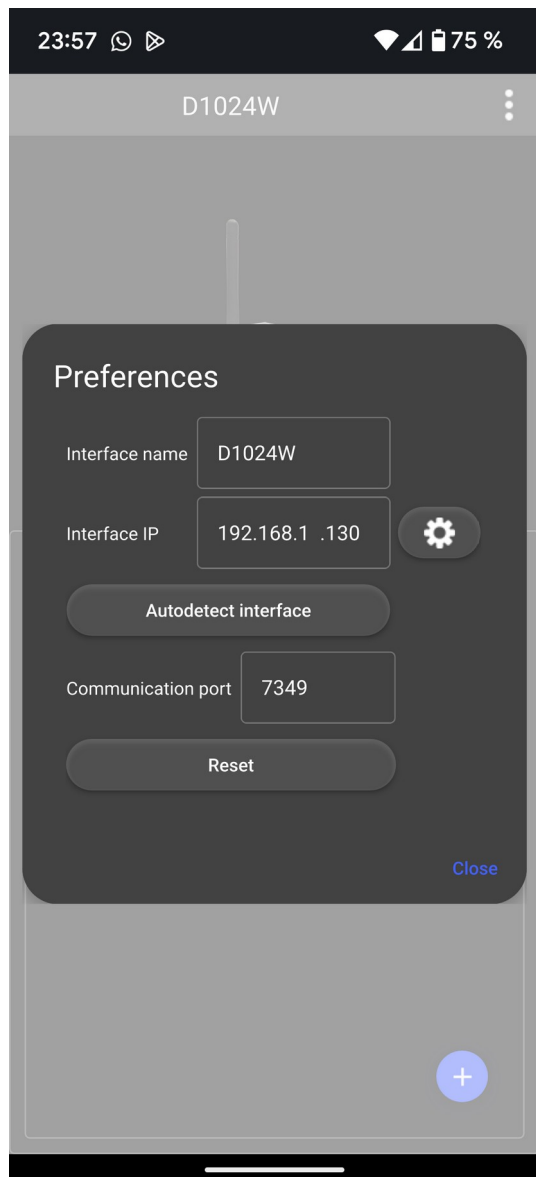 23:57 75 %
D1024W
Preferences
Interface name D1024W
Interface IP 192.168.1 .130
Autodetect interface
Communication port 7349
Reset
Close
+